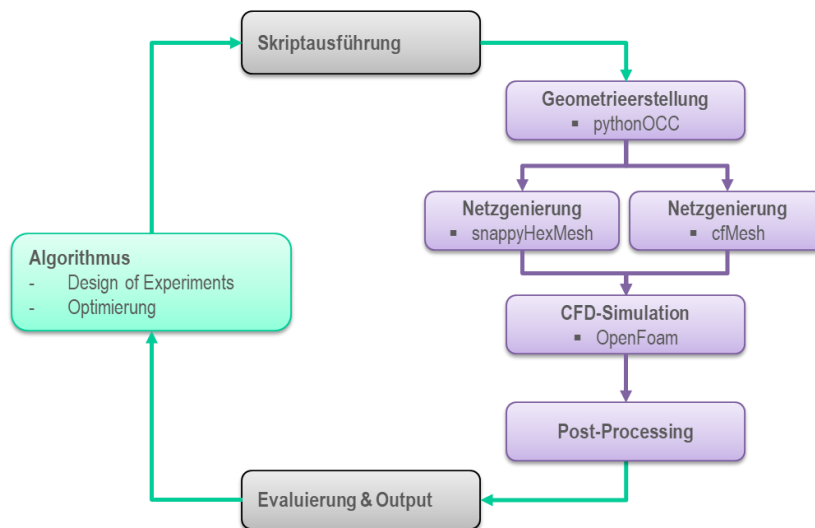 Skriptausführung
Geometrieerstellung
▪ pythonOCC
Netzgenierung
▪ snappyHexMesh
Netzgenierung
▪ cfMesh
Algorithmus
- Design of Experiments
- Optimierung
CFD-Simulation
▪ OpenFoam
Post-Processing
Evaluierung & Output